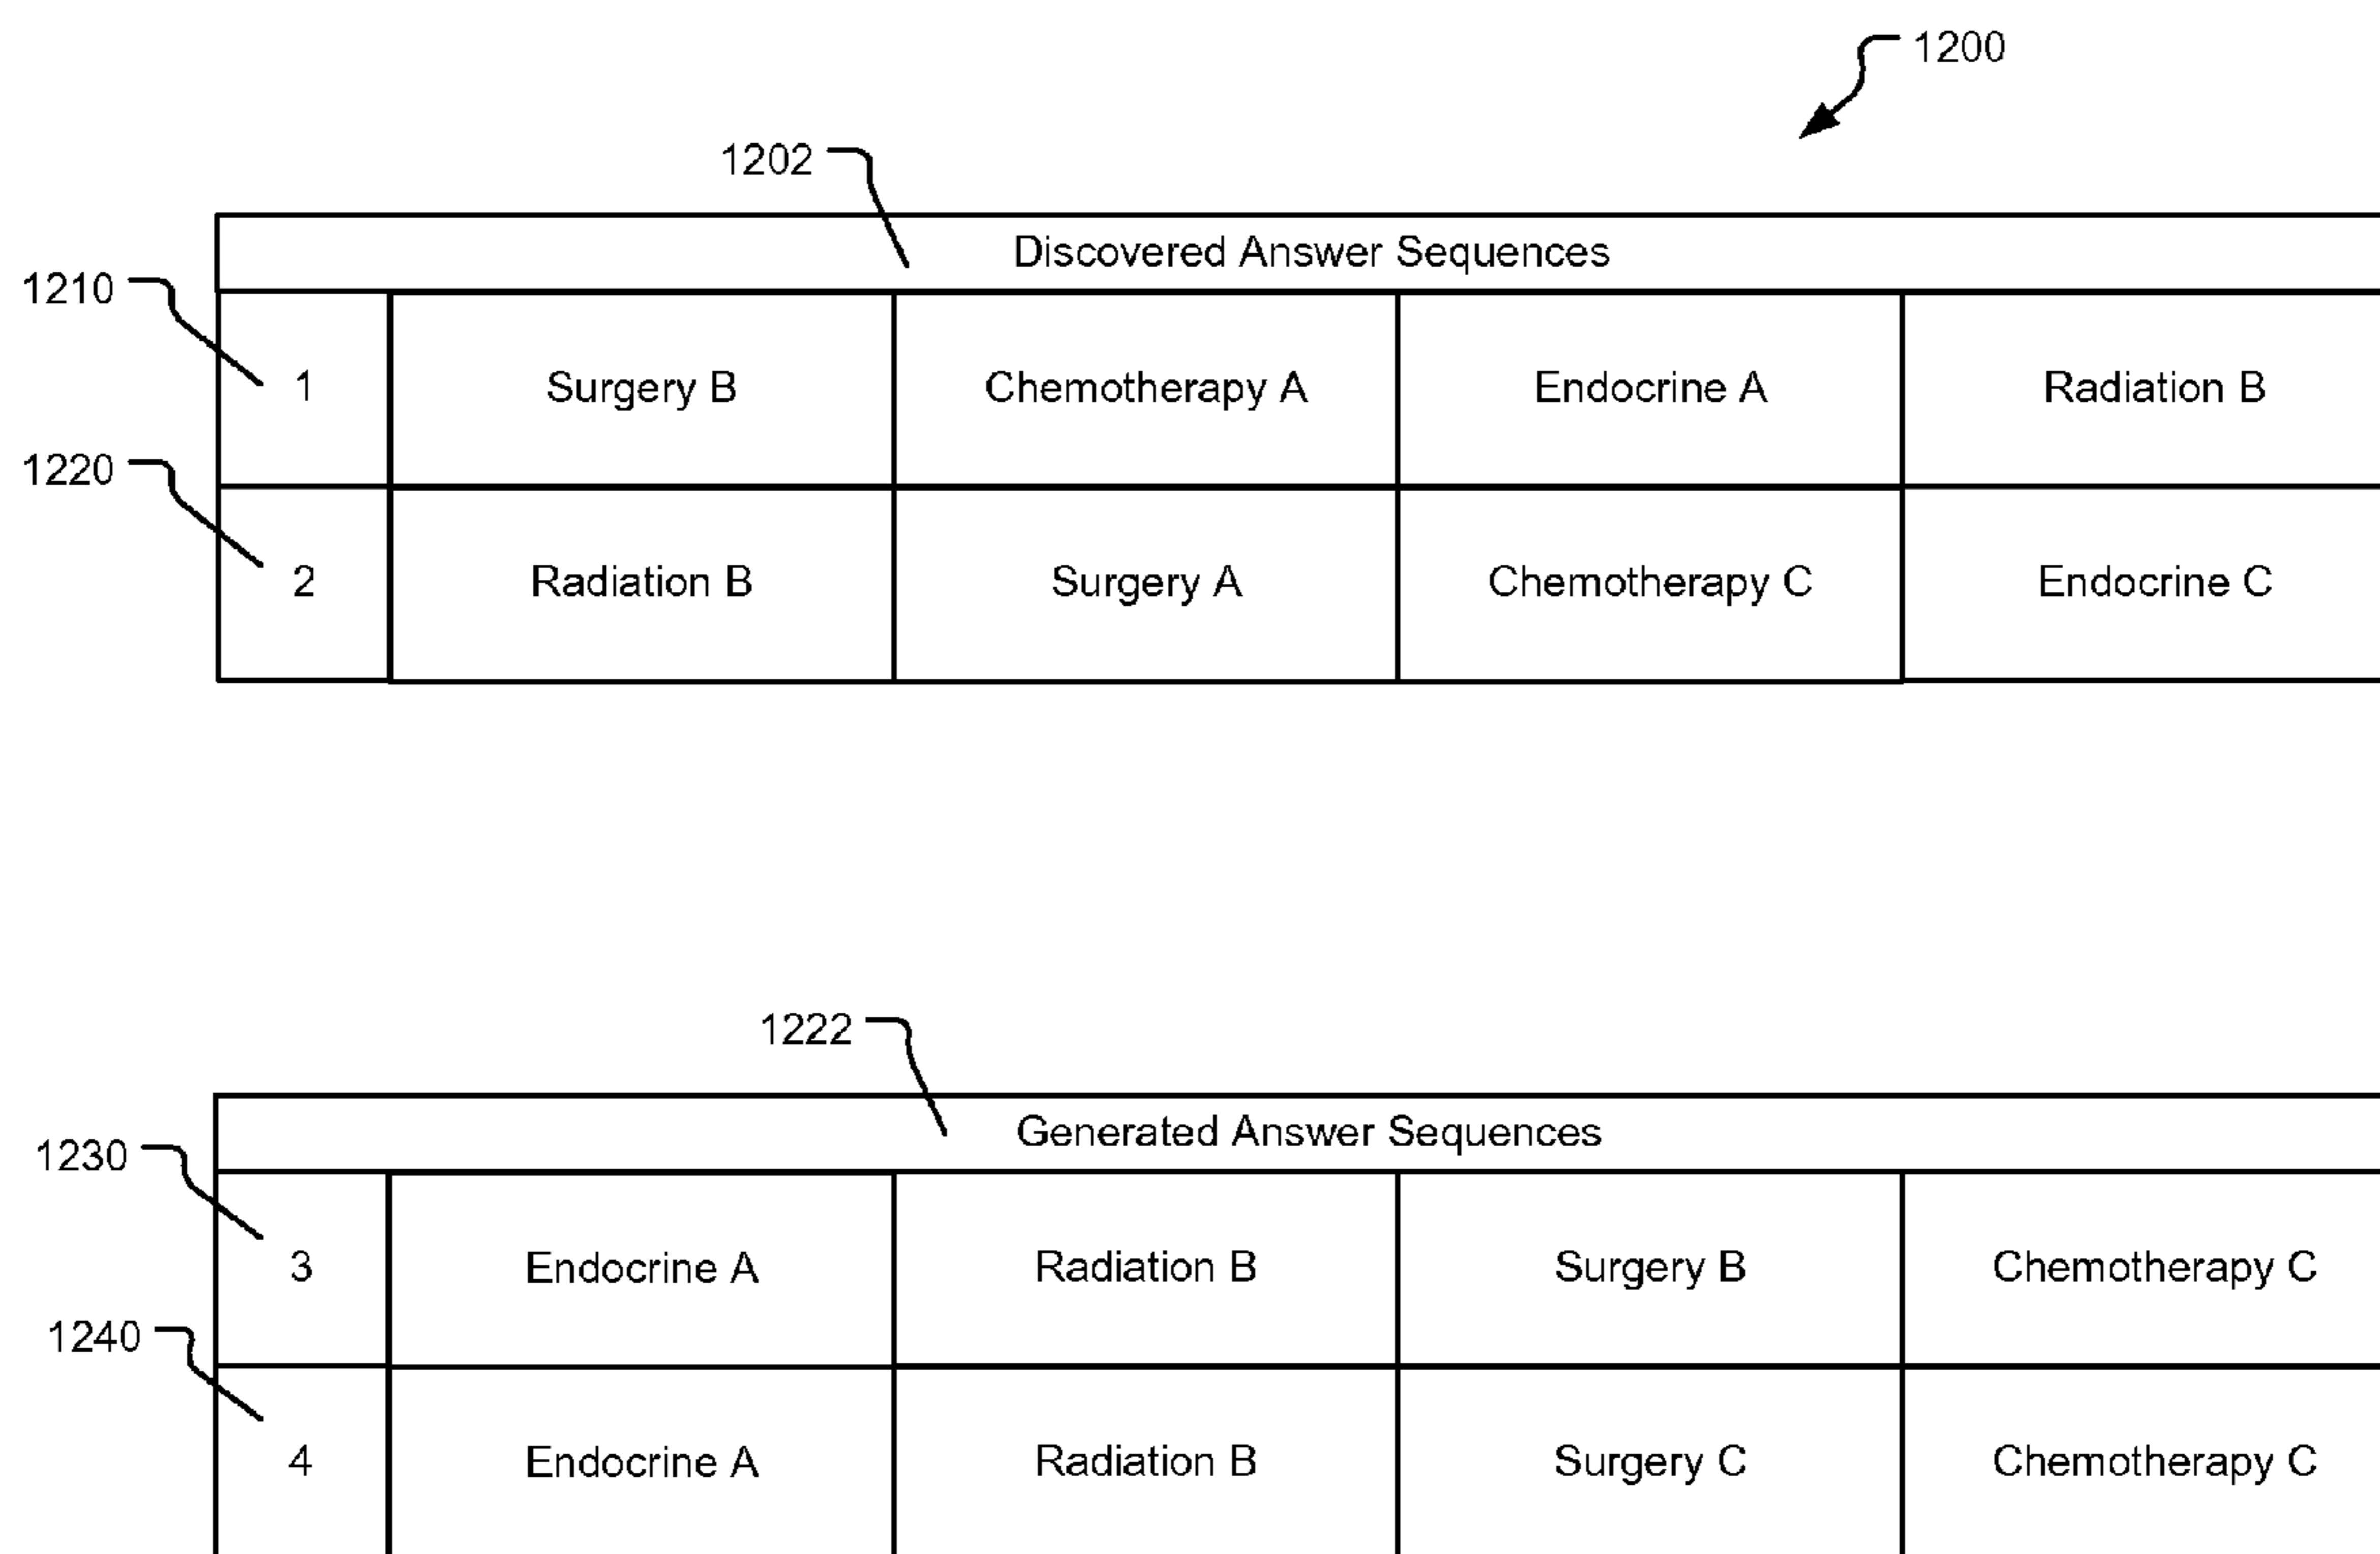 1200
1202
Discovered Answer Sequences
1210
1 Surgery B Chemotherapy A Endocrine A Radiation B
1220
2 Radiation B Surgery A Chemotherapy C Endocrine C
1222
Generated Answer Sequences
1230
3 Endocrine A Radiation B Surgery B Chemotherapy C
1240
4 Endocrine A Radiation B Surgery C Chemotherapy C